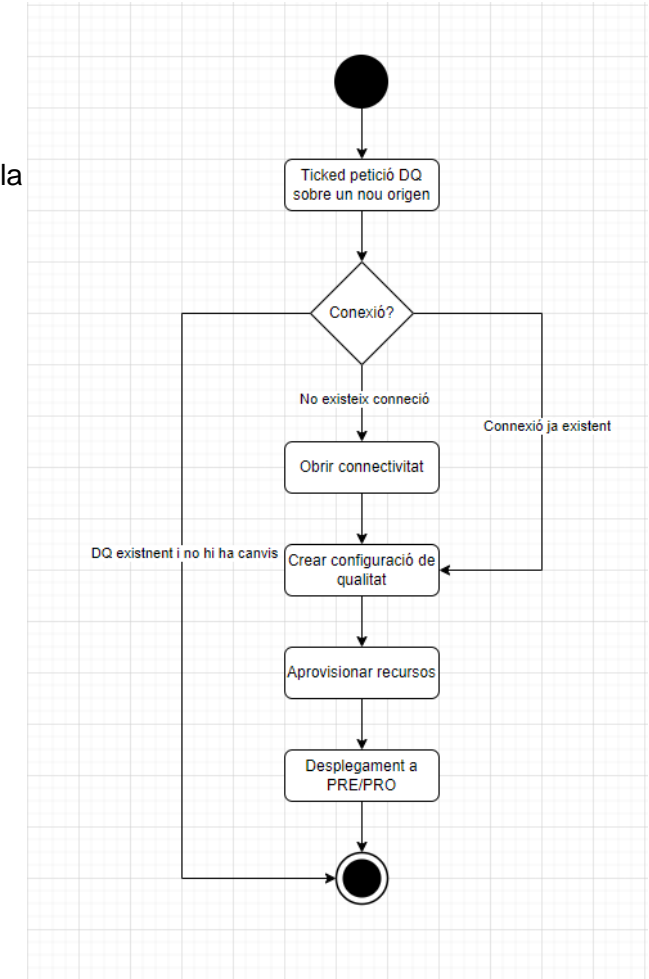 la
Ticked petició DQ
sobre un nou origen
Conexió?
No existeix conneció
Connexió ja existent
Obrir connectivitat
DQ existnent i no hi ha canvis
Crear configuració de
qualitat
Aprovisionar recursos
Desplegament a
PRE/PRO